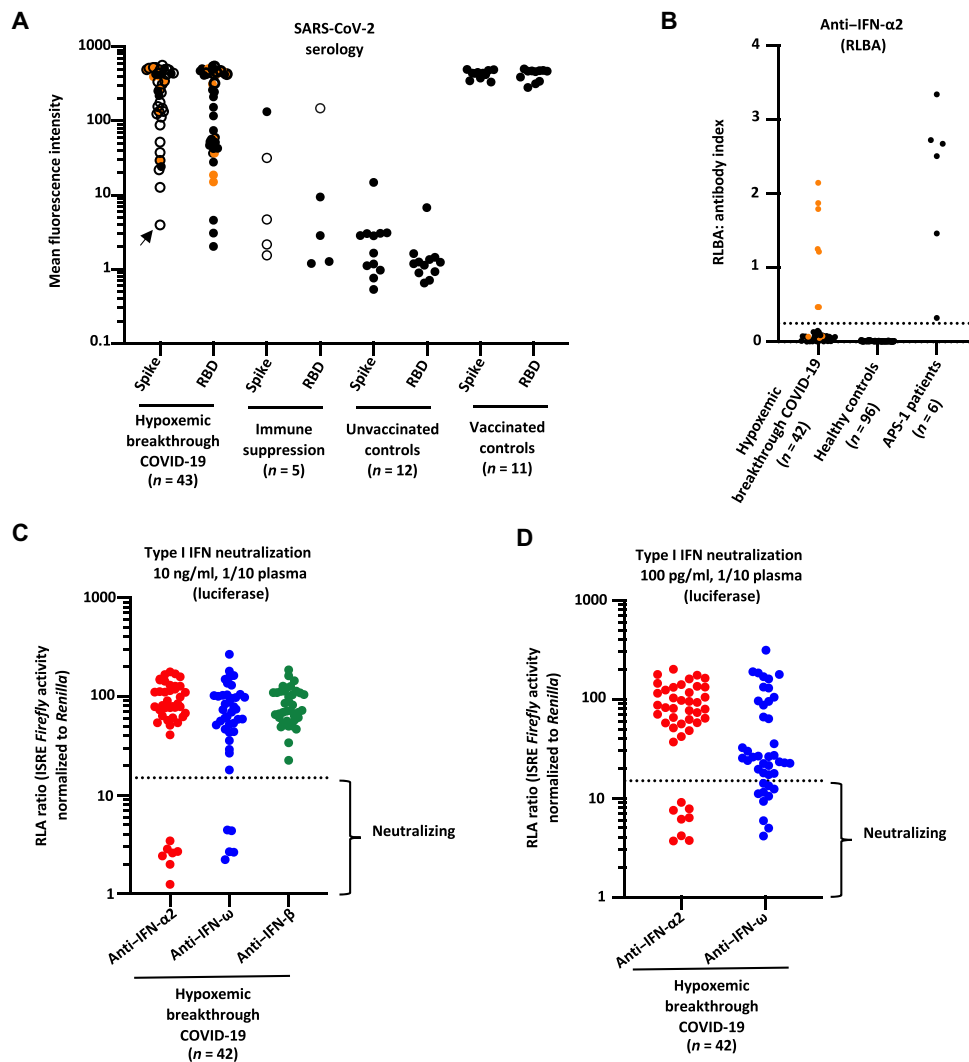 A
SARS-CoV-2
serology
Mean fluorescence intensity
1000
100
10
1
0.1
Spike
RBD
Spike
RBD
Spike
RBD
Spike
RBD
Hypoxemic
breakthrough
COVID-19
(n = 43)
Immune
suppression
(n = 5)
Unvaccinated
controls
(n = 12)
Vaccinated
controls
(n = 11)
B
Anti–IFN-α2
(RLBA)
RLBA: antibody index
4
3
2
1
0
Hypoxemic
breakthrough COVID-19
(n = 42)
Healthy controls
(n = 96)
APS-1 patients
(n = 6)
C
Type I IFN neutralization
10 ng/ml, 1/10 plasma
(luciferase)
RLA ratio (ISRE Firefly activity
normalized to Renilla)
1000
100
10
1
Neutralizing
Anti–IFN-α2
Anti–IFN-ω
Anti–IFN-β
Hypoxemic
breakthrough
COVID-19
(n = 42)
D
Type I IFN neutralization
100 pg/ml, 1/10 plasma
(luciferase)
RLA ratio (ISRE Firefly activity
normalized to Renilla)
1000
100
10
1
Neutralizing
Anti–IFN-α2
Anti–IFN-ω
Hypoxemic
breakthrough
COVID-19
(n = 42)